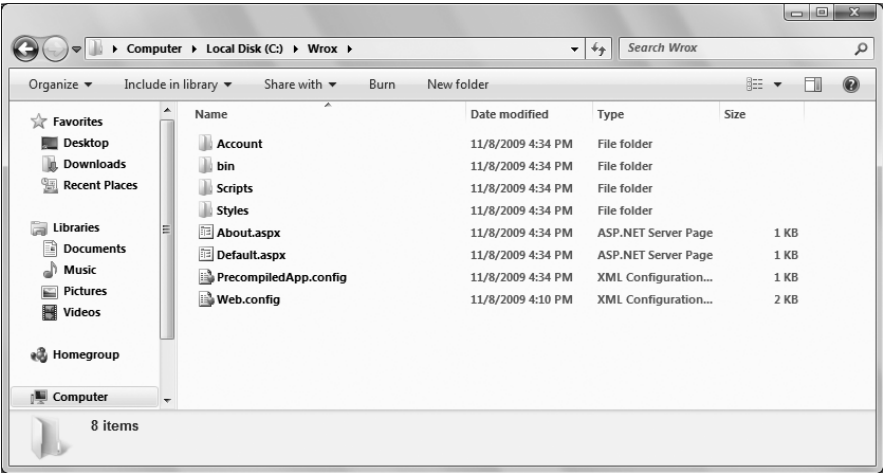 Computer ▸ Local Disk (C:) ▸ Wrox ▸
Search Wrox
Organize Include in library Share with Burn New folder
Favorites
Desktop
Downloads
Recent Places
Libraries
Documents
Music
Pictures
Videos
Homegroup
Computer
Name Date modified Type Size
Account 11/8/2009 4:34 PM File folder
bin 11/8/2009 4:34 PM File folder
Scripts 11/8/2009 4:34 PM File folder
Styles 11/8/2009 4:34 PM File folder
About.aspx 11/8/2009 4:34 PM ASP.NET Server Page 1 KB
Default.aspx 11/8/2009 4:34 PM ASP.NET Server Page 1 KB
PrecompiledApp.config 11/8/2009 4:34 PM XML Configuration... 1 KB
Web.config 11/8/2009 4:10 PM XML Configuration... 2 KB
8 items